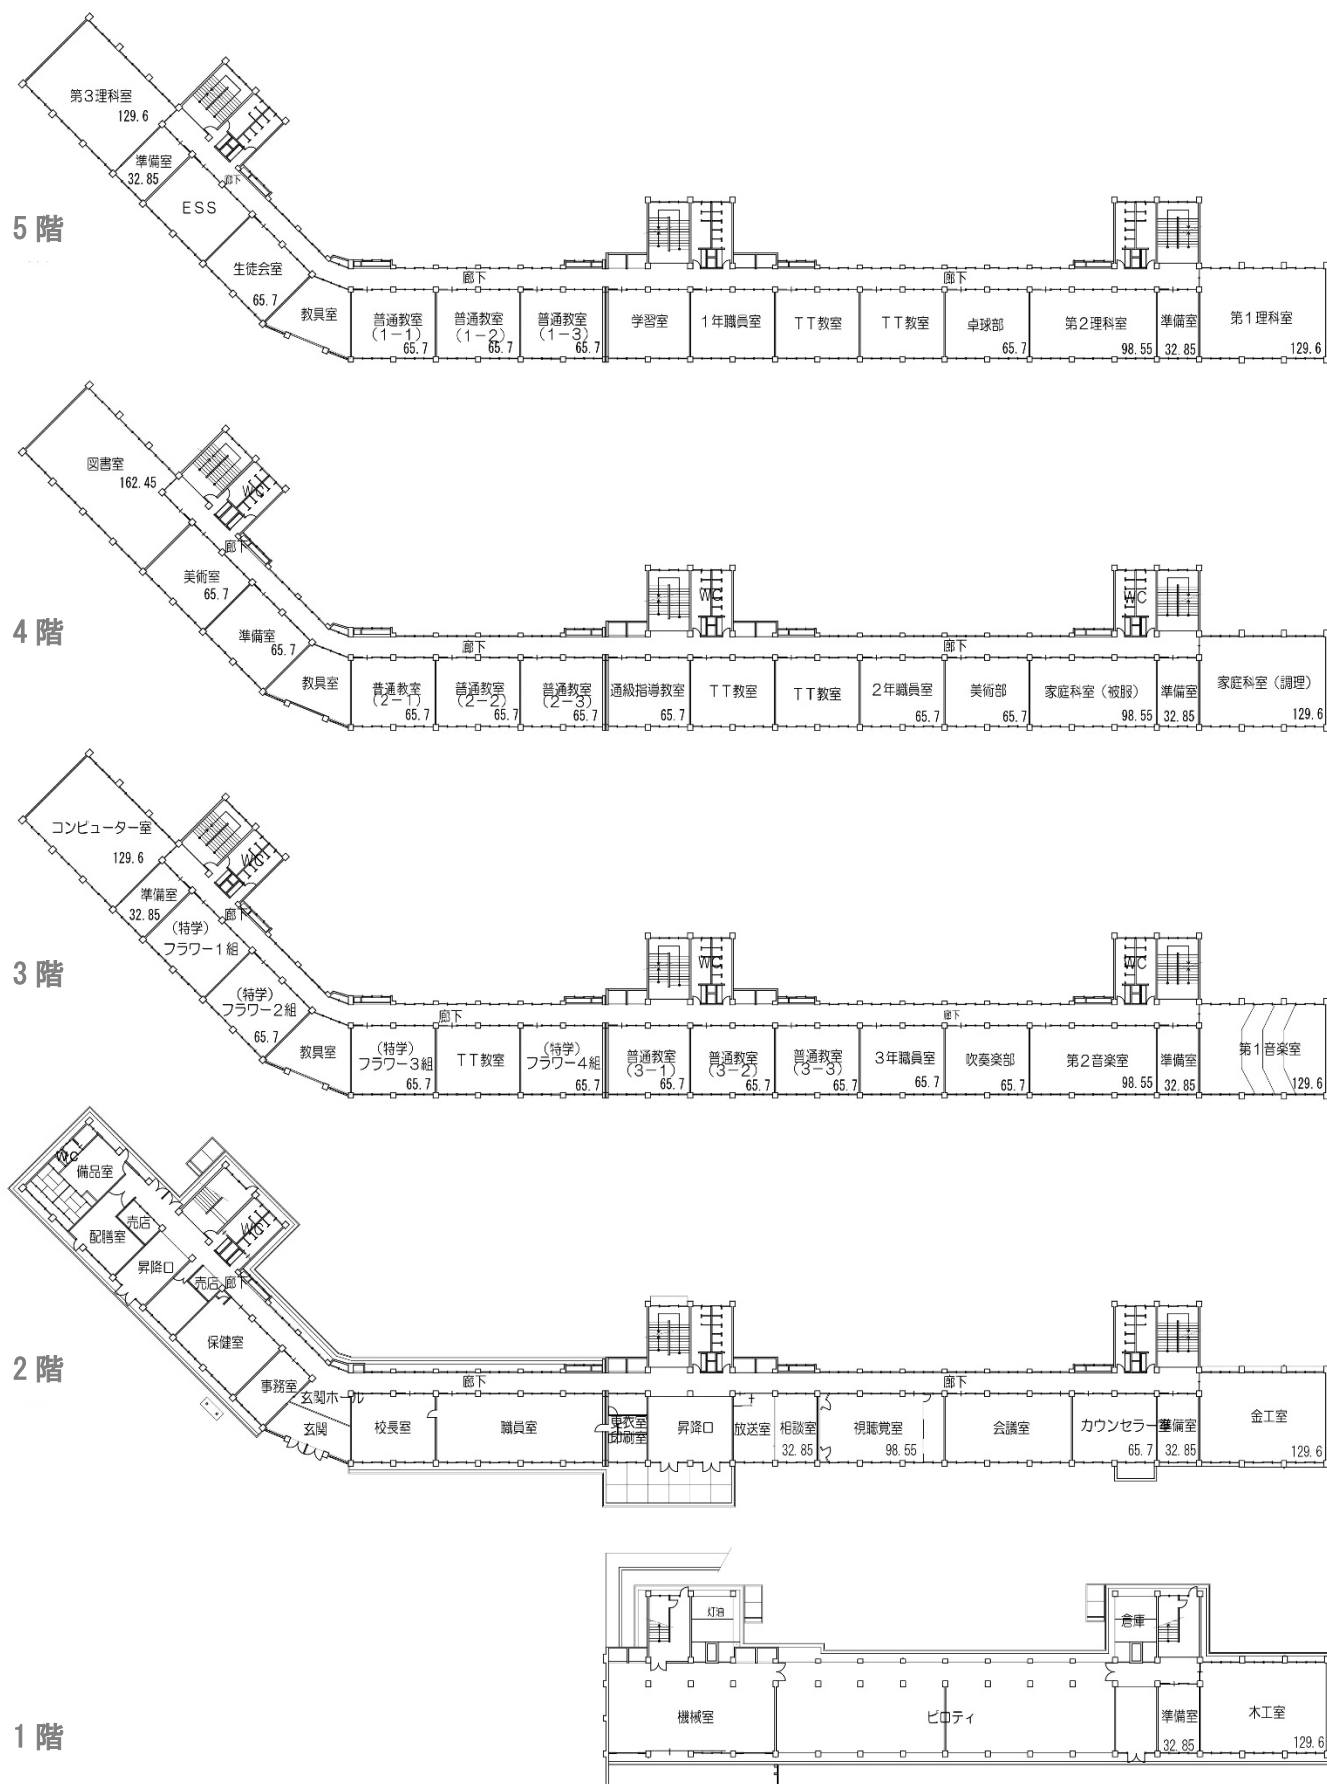 5階
第3理科室
129.6
準備室
32.85
ESS
生徒会室
65.7
教具室
廊下
廊下
廊下
普通教室
(1-1)
65.7
普通教室
(1-2)
65.7
普通教室
(1-3)
65.7
学習室
1年職員室
TT教室
TT教室
卓球部
65.7
第2理科室
98.55
準備室
32.85
第1理科室
129.6
4階
図書室
162.45
WC
廊下
美術室
65.7
準備室
65.7
教具室
廊下
WC
廊下
WC
普通教室
(2-1)
65.7
普通教室
(2-2)
65.7
普通教室
(2-3)
65.7
通級指導教室
65.7
TT教室
TT教室
2年職員室
65.7
美術部
65.7
家庭科室(被服)
98.55
準備室
32.85
家庭科室(調理)
129.6
3階
コンピューター室
129.6
WC
準備室
32.85
廊下
(特学)
フラワー1組
(特学)
フラワー2組
65.7
教具室
廊下
WC
廊下
WC
(特学)
フラワー3組
65.7
TT教室
(特学)
フラワー4組
65.7
普通教室
(3-1)
65.7
普通教室
(3-2)
65.7
普通教室
(3-3)
65.7
3年職員室
65.7
吹奏楽部
65.7
第2音楽室
98.55
準備室
32.85
第1音楽室
129.6
2階
Wc
備品室
売店
配膳室
昇降口
WC
売店
廊下
保健室
事務室
玄関ホール
玄関
廊下
廊下
校長室
職員室
更衣室
印刷室
昇降口
放送室
相談室
32.85
視聴覚室
98.55
会議室
カウンセラー室
65.7
準備室
32.85
金工室
129.6
1階
灯油
倉庫
機械室
ピロティ
準備室
32.85
木工室
129.6